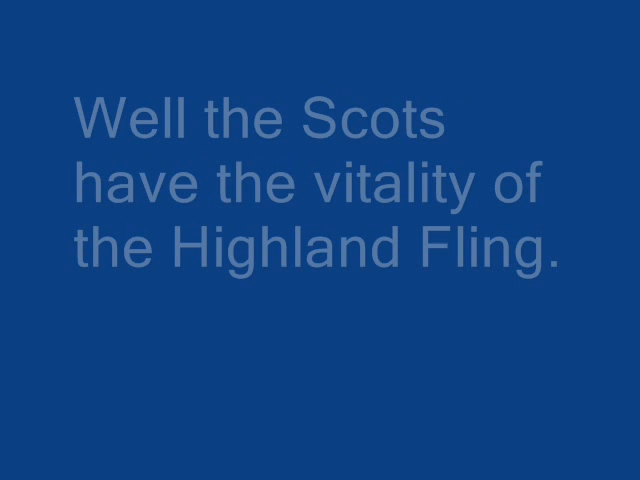 Well the Scots
have the vitality of
the Highland Fling.